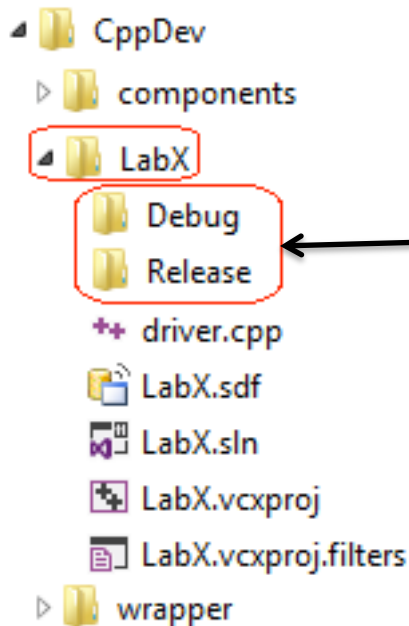 CppDev
components
LabX
Debug
Release
driver.cpp
LabX.sdf
LabX.sln
LabX.vcxproj
LabX.vcxproj.filters
wrapper